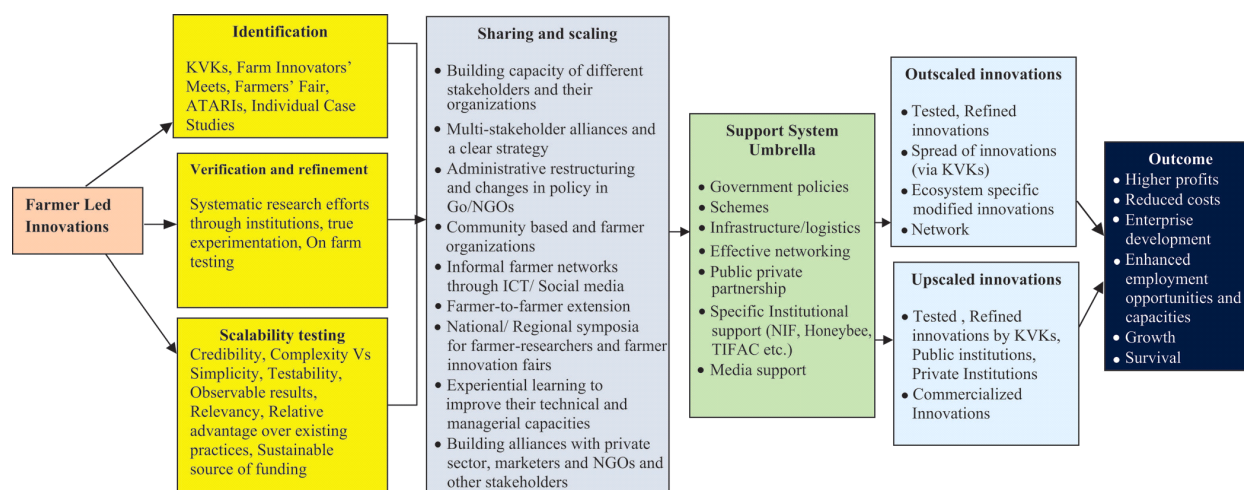 Farmer Led
Innovations
Identification
KVKs, Farm Innovators’
Meets, Farmers’ Fair,
ATARIs, Individual Case
Studies
Verification and refinement
Systematic research efforts
through institutions, true
experimentation, On farm
testing
Scalability testing
Credibility, Complexity Vs
Simplicity, Testability,
Observable results,
Relevancy, Relative
advantage over existing
practices, Sustainable
source of funding
Sharing and scaling
• Building capacity of different
stakeholders and their
organizations
• Multi-stakeholder alliances and
a clear strategy
• Administrative restructuring
and changes in policy in
Go/NGOs
• Community based and farmer
organizations
• Informal farmer networks
through ICT/ Social media
• Farmer-to-farmer extension
• National/ Regional symposia
for farmer-researchers and farmer
innovation fairs
• Experiential learning to
improve their technical and
managerial capacities
• Building alliances with private
sector, marketers and NGOs and
other stakeholders
Support System
Umbrella
• Government policies
• Schemes
• Infrastructure/logistics
• Effective networking
• Public private
partnership
• Specific Institutional
support (NIF, Honeybee,
TIFAC etc.)
• Media support
Outscaled innovations
• Tested, Refined
innovations
• Spread of innovations
(via KVKs)
• Ecosystem specific
modified innovations
• Network
Upscaled innovations
• Tested , Refined
innovations by KVKs,
Public institutions,
Private Institutions
• Commercialized
Innovations
Outcome
• Higher profits
• Reduced costs
• Enterprise
development
• Enhanced
employment
opportunities and
capacities
• Growth
• Survival